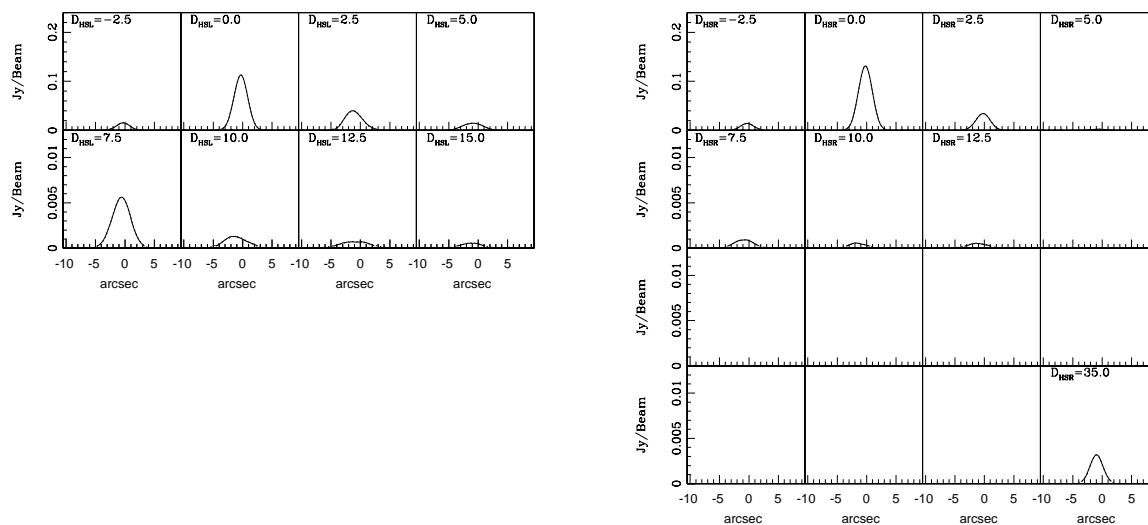 D_HSL=−2.5 D_HSL=0.0 D_HSL=2.5 D_HSL=5.0
0.1
0
Jy/Beam
D_HSL=7.5 D_HSL=10.0 D_HSL=12.5 D_HSL=15.0
0.01
0.005
0
Jy/Beam
-10 -5 0 5 -10 -5 0 5 -10 -5 0 5 -10 -5 0 5
arcsec arcsec arcsec arcsec
D_HSR=−2.5 D_HSR=0.0 D_HSR=2.5 D_HSR=5.0
0.1
0
Jy/Beam
D_HSR=7.5 D_HSR=10.0 D_HSR=12.5
0.01
0.005
0
Jy/Beam
0.01
0.005
0
Jy/Beam
D_HSR=35.0
0.01
0.005
0
Jy/Beam
-10 -5 0 5 -10 -5 0 5 -10 -5 0 5 -10 -5 0 5
arcsec arcsec arcsec arcsec